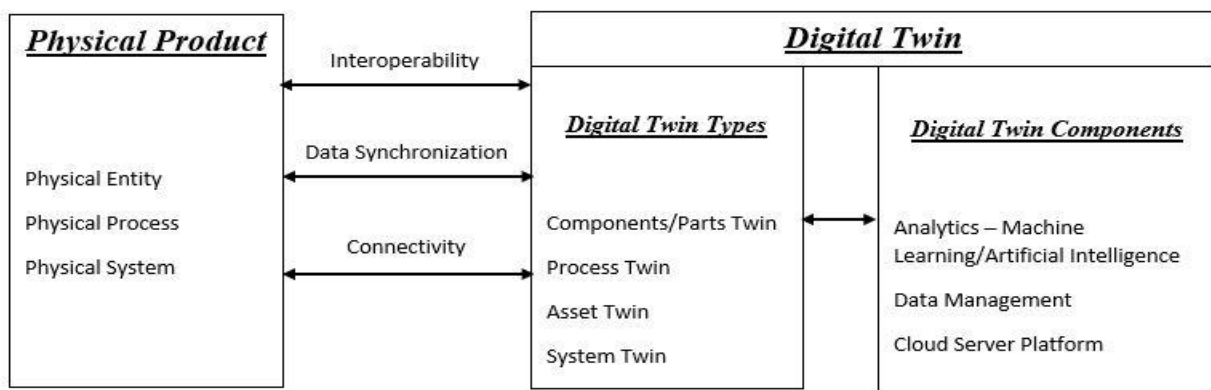 Physical Product
Physical Entity
Physical Process
Physical System
Interoperability
Data Synchronization
Connectivity
Digital Twin
Digital Twin Types
Components/Parts Twin
Process Twin
Asset Twin
System Twin
Digital Twin Components
Analytics – Machine
Learning/Artificial Intelligence
Data Management
Cloud Server Platform